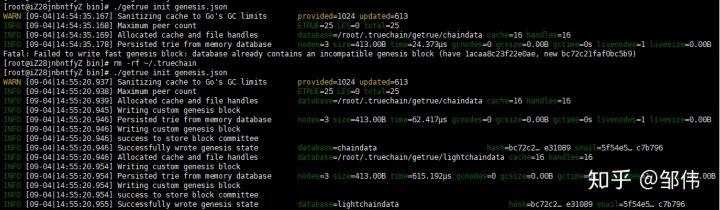 [root@iZ28jnbntfyZ bin]# ./getrue init genesis.json
WARN [09-04|14:54:35.167] Sanitizing cache to Go's GC limits provided=1024 updated=613
INFO [09-04|14:54:35.168] Maximum peer count ETRUE=25 LES=0 total=25
INFO [09-04|14:54:35.168] Allocated cache and file handles database=/root/.truechain/getrue/chaindata cache=16 handles=16
INFO [09-04|14:54:35.178] Persisted trie from memory database nodes=3 size=413.00B time=24.373µs gcnodes=0 gcsize=0.00B gctime=0s livenodes=1 livesize=0.00B
Fatal: Failed to write fast genesis block: database already contains an incompatible genesis block (have 1acaa8c23f22e0ae, new bc72c21faf0bc5b9)
[root@iZ28jnbntfyZ bin]# rm -rf ~/.truechain
[root@iZ28jnbntfyZ bin]# ./getrue init genesis.json
WARN [09-04|14:55:20.937] Sanitizing cache to Go's GC limits provided=1024 updated=613
INFO [09-04|14:55:20.938] Maximum peer count ETRUE=25 LES=0 total=25
INFO [09-04|14:55:20.939] Allocated cache and file handles database=/root/.truechain/getrue/chaindata cache=16 handles=16
INFO [09-04|14:55:20.945] Writing custom genesis block
INFO [09-04|14:55:20.945] Persisted trie from memory database nodes=3 size=413.00B time=62.417µs gcnodes=0 gcsize=0.00B gctime=0s livenodes=1 livesize=0.00B
INFO [09-04|14:55:20.946] Writing custom genesis block
INFO [09-04|14:55:20.946] success to store block committee
INFO [09-04|14:55:20.946] Successfully wrote genesis state database=chaindata hash=bc72c2… e31089 snail=5f54e5… c7b796
INFO [09-04|14:55:20.946] Allocated cache and file handles database=/root/.truechain/getrue/lightchaindata cache=16 handles=16
INFO [09-04|14:55:20.954] Writing custom genesis block
INFO [09-04|14:55:20.954] Persisted trie from memory database nodes=3 size=413.00B time=615.192µs gcnodes=0 gcsize=0.00B gctime=0s livenodes=1 livesize=0.00B
INFO [09-04|14:55:20.954] Writing custom genesis block
INFO [09-04|14:55:20.955] success to store block committee
INFO [09-04|14:55:20.955] Successfully wrote genesis state database=lightchaindata hash=bc72c2… e31089 snail=5f54e5… c7b796
知乎 @邹伟